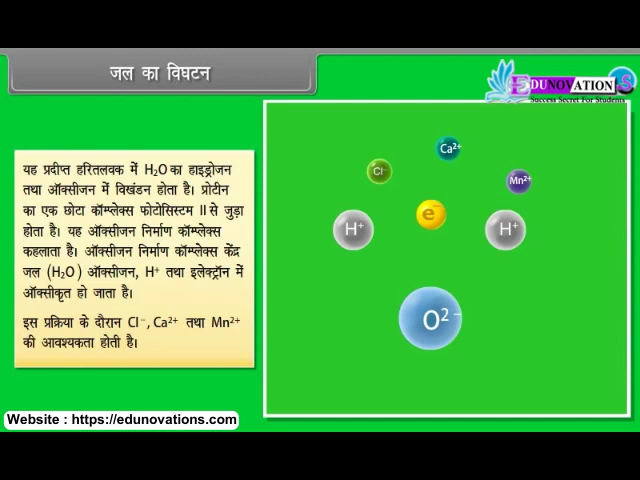 जल का विघटन
EDUNOVATIONS
Success Secret For Students
यह प्रदीप्त हरितलवक में H₂O का हाइड्रोजन
तथा ऑक्सीजन में विखंडन होता है। प्रोटीन
का एक छोटा कॉम्प्लेक्स फोटोसिस्टम II से जुड़ा
होता है। यह ऑक्सीजन निर्माण कॉम्प्लेक्स
कहलाता है। ऑक्सीजन निर्माण कॉम्प्लेक्स केंद्र
जल (H₂O) ऑक्सीजन, H⁺ तथा इलेक्ट्रॉन में
ऑक्सीकृत हो जाता है।
इस प्रक्रिया के दौरान Cl⁻, Ca²⁺ तथा Mn²⁺
की आवश्यकता होती है।
Ca²⁺
Cl⁻
Mn²⁺
e⁻
H⁺
H⁺
O²⁻
Website : https://edunovations.com